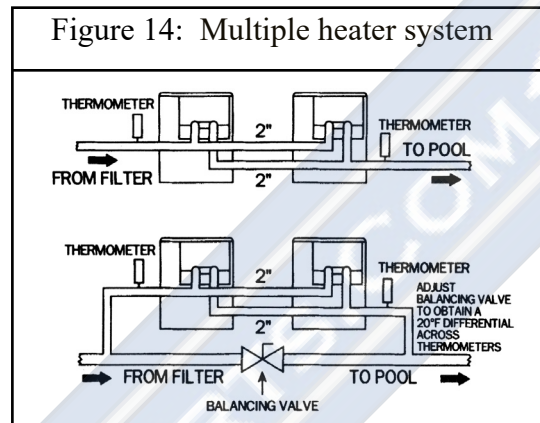 Figure 14:  Multiple heater system
THERMOMETER
2"
THERMOMETER
TO POOL
FROM FILTER
2"
THERMOMETER
2"
THERMOMETER
ADJUST
BALANCING VALVE
TO OBTAIN A
20°F DIFFERENTIAL
ACROSS
THERMOMETERS
2"
FROM FILTER
TO POOL
BALANCING VALVE